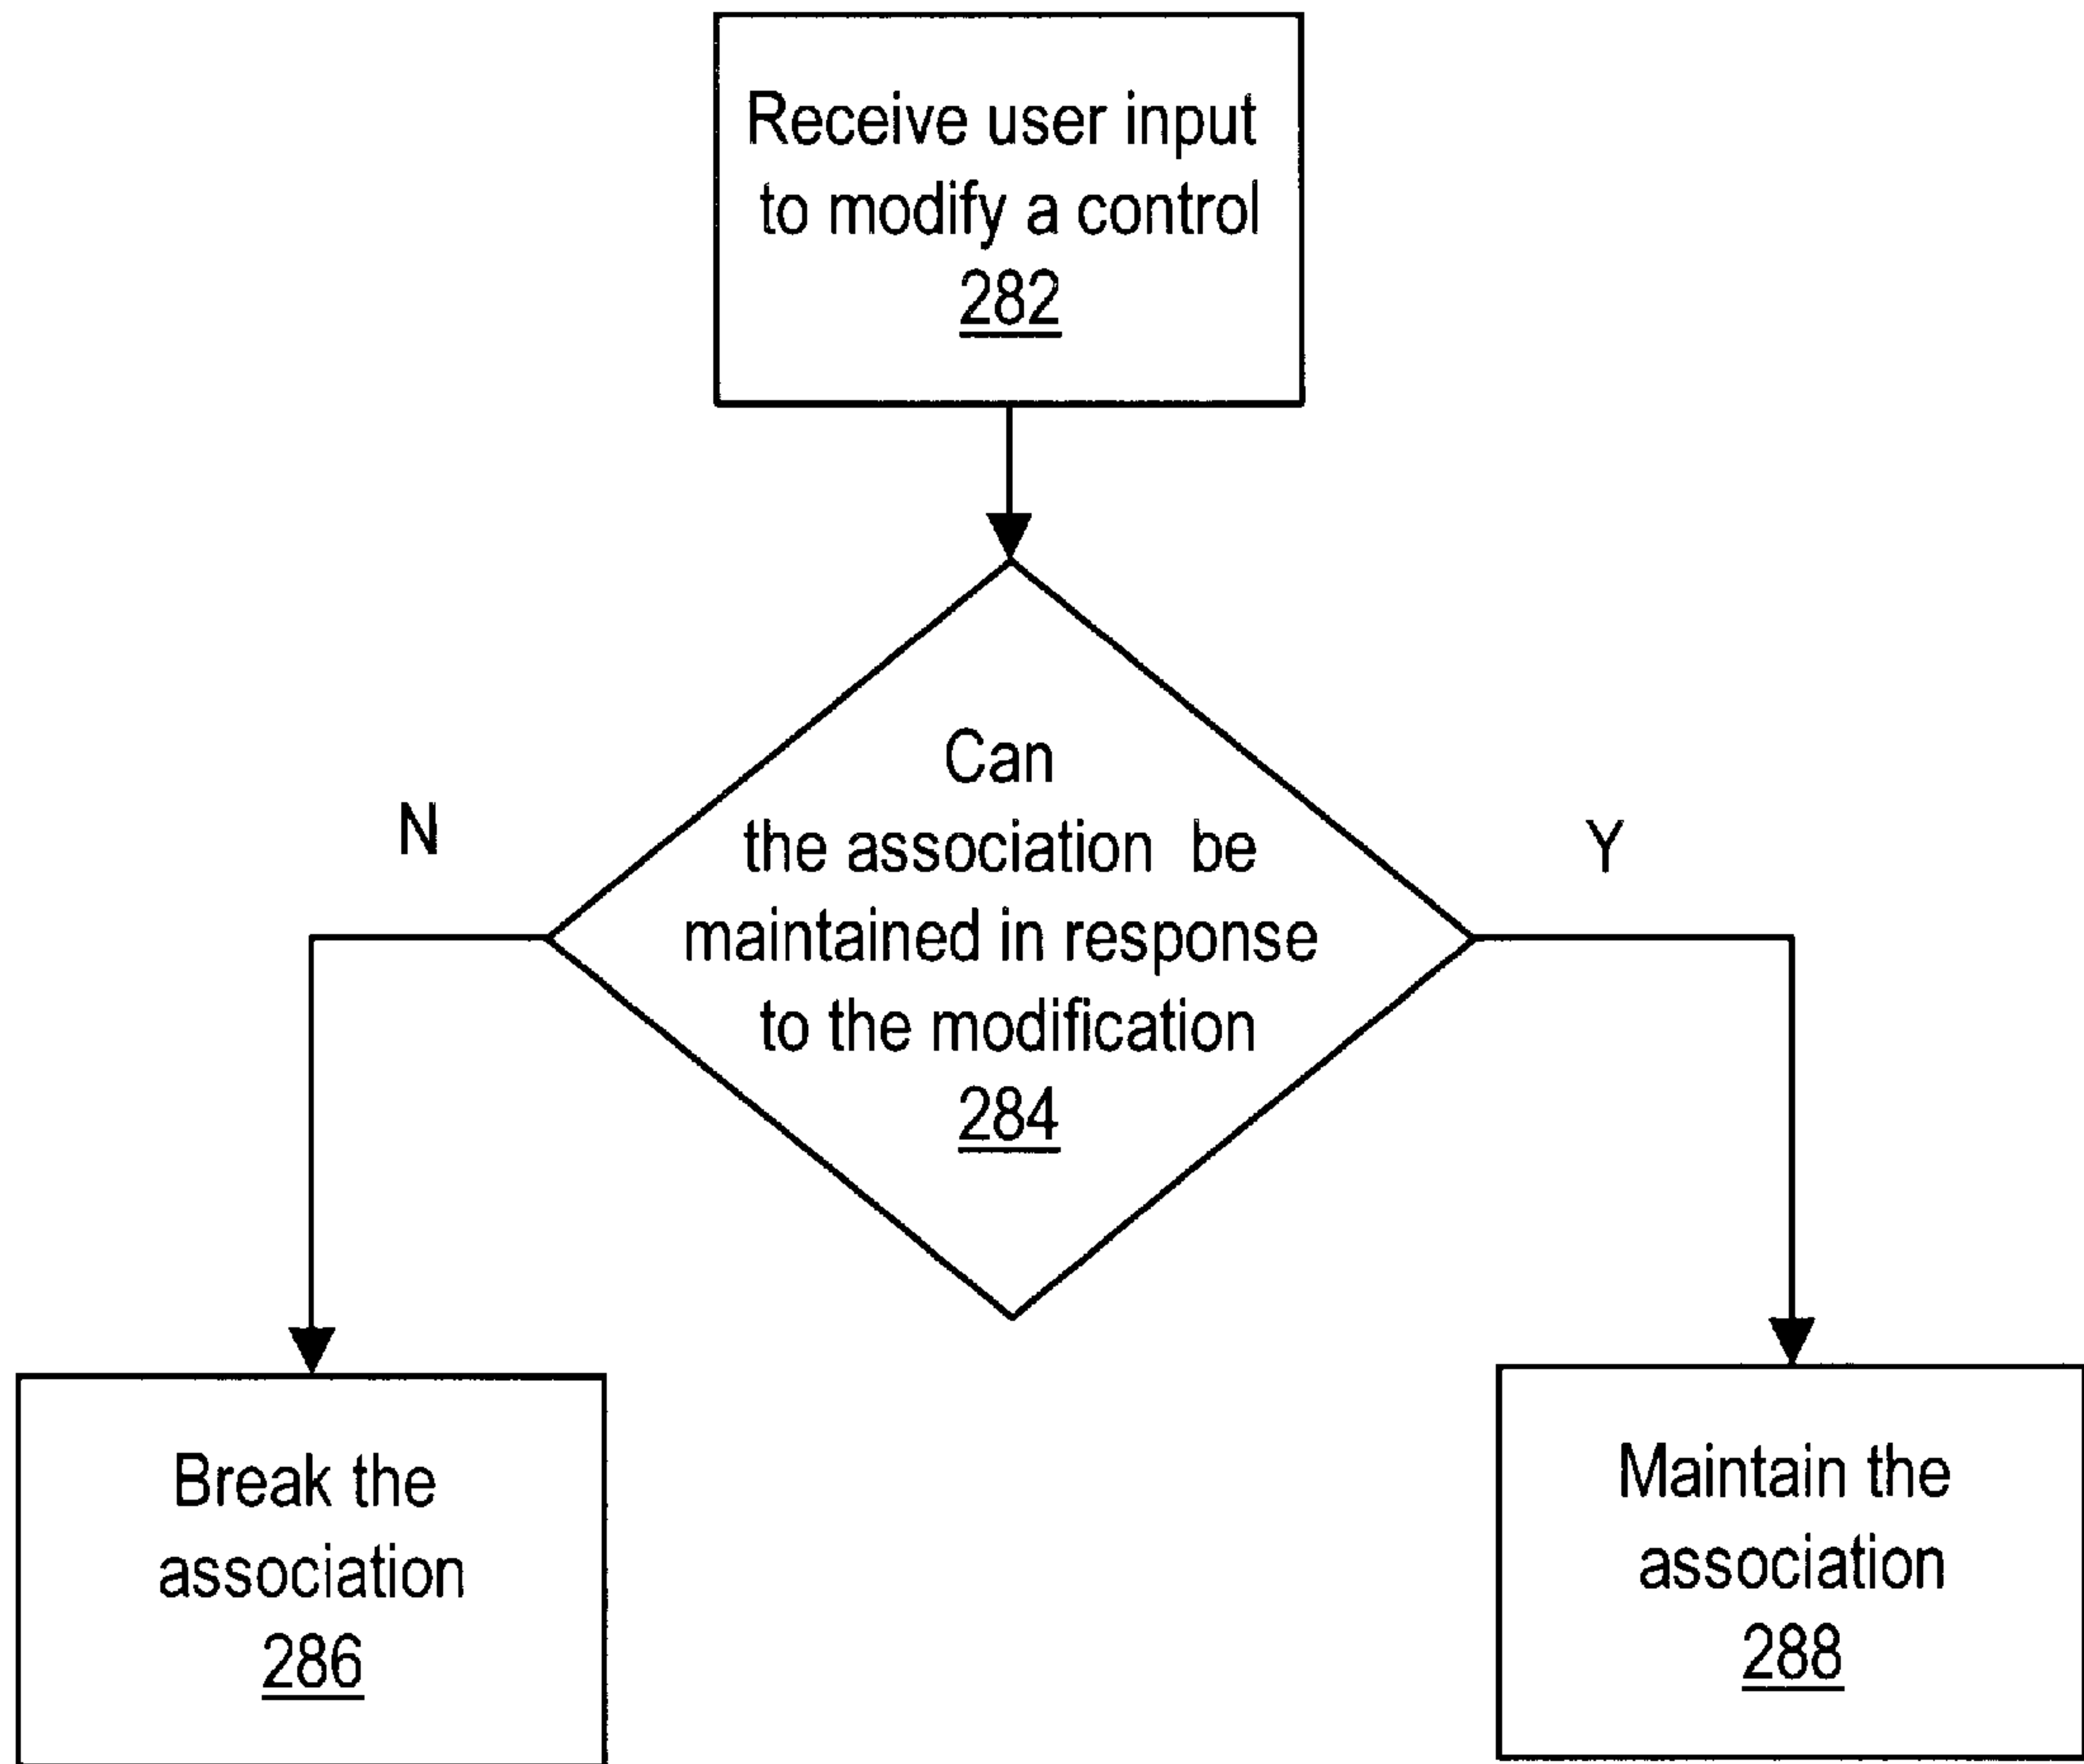 Receive user input
to modify a control
282
Can
the association be
maintained in response
to the modification
284
N
Y
Break the
association
286
Maintain the
association
288